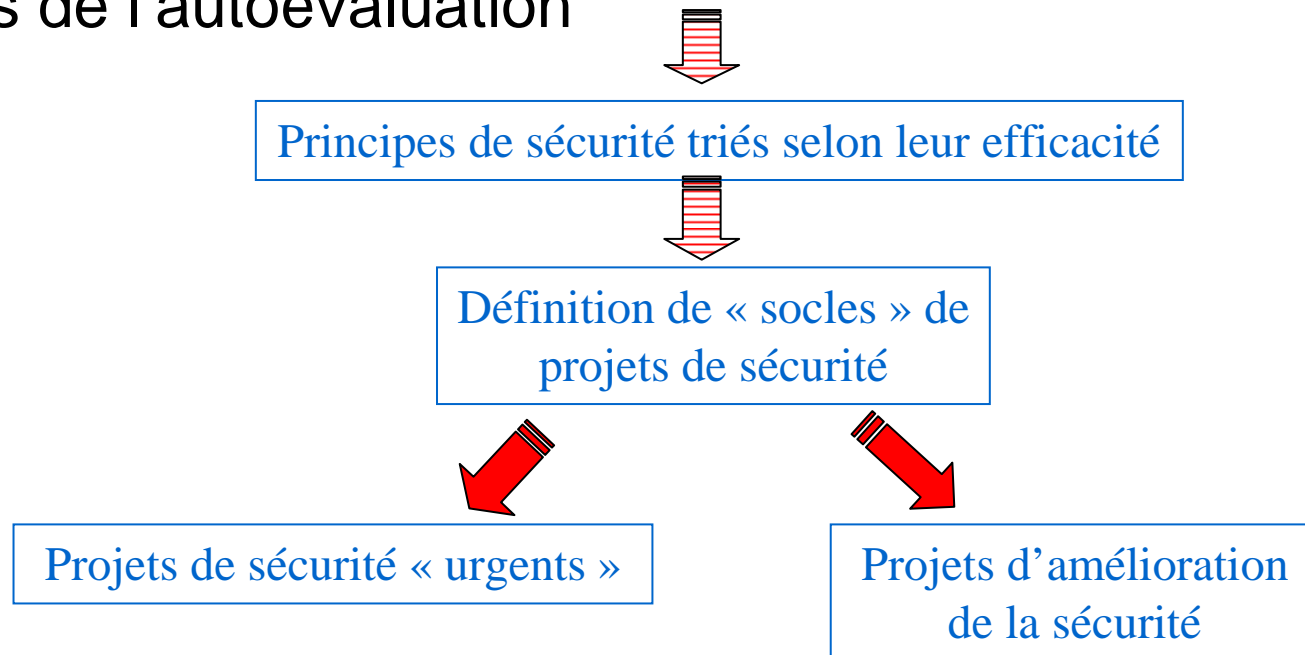 s de l'autoévaluation
Principes de sécurité triés selon leur efficacité
Définition de « socles » de
projets de sécurité
Projets de sécurité « urgents »
Projets d’amélioration
de la sécurité